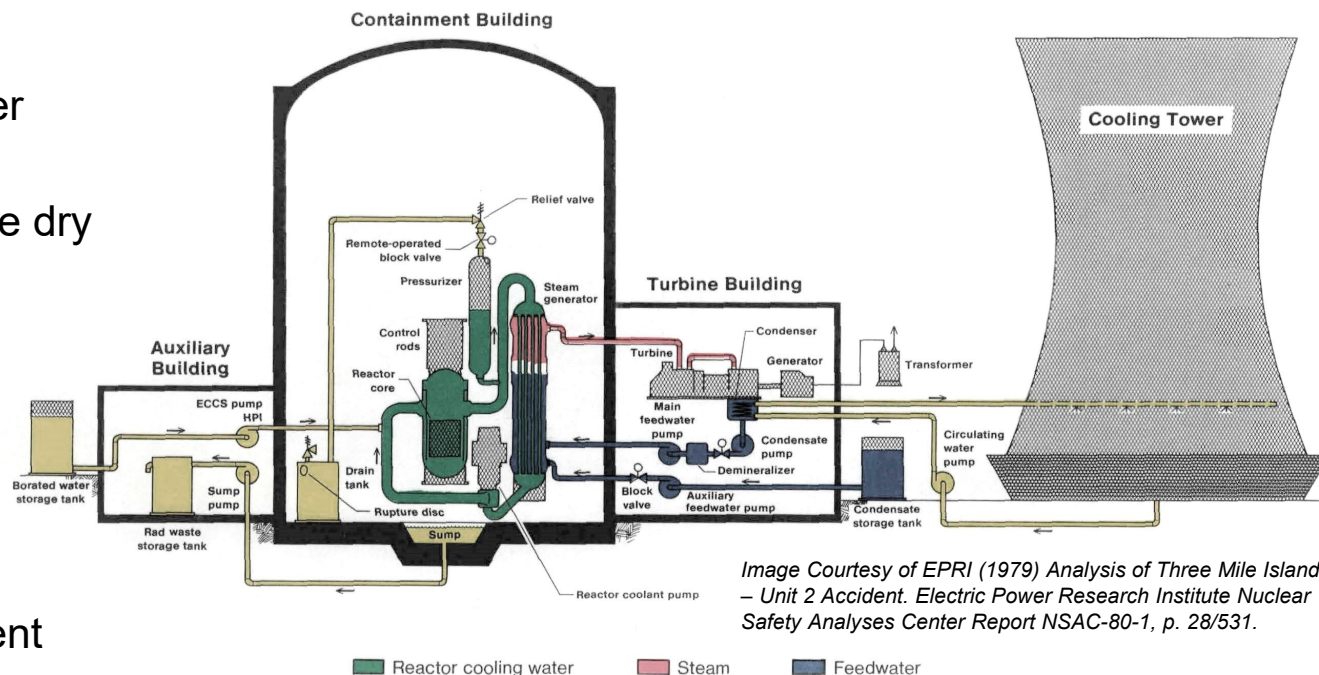 Containment Building
er
Cooling Tower
Relief valve
e dry
Remote-operated
block valve
Pressurizer
Steam
generator
Turbine Building
Condenser
Control
rods
Turbine
Generator
Transformer
Auxiliary
Building
Reactor
core
ECCS pump
HPI
Main
feedwater
pump
Condensate
pump
Circulating
water
pump
Demineralizer
Drain
tank
Borated water
storage tank
Sump
pump
Block
valve
Auxiliary
feedwater pump
Condensate
storage tank
Rupture disc
Rad waste
storage tank
Sump
Reactor coolant pump
Image Courtesy of EPRI (1979) Analysis of Three Mile Island
– Unit 2 Accident. Electric Power Research Institute Nuclear
Safety Analyses Center Report NSAC-80-1, p. 28/531.
ent
Reactor cooling water
Steam
Feedwater